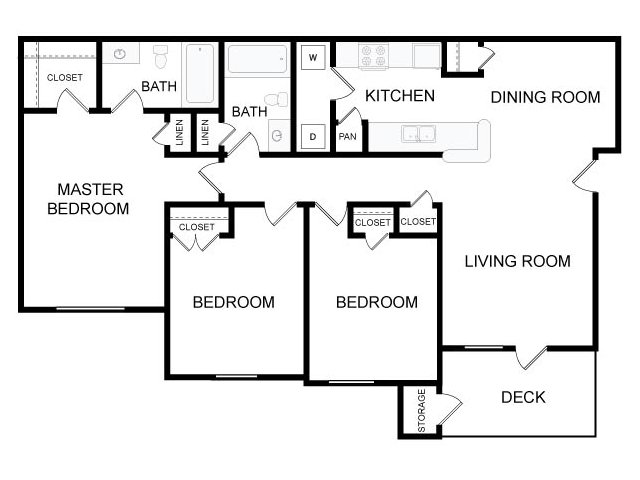 CLOSET
BATH
W
KITCHEN
DINING ROOM
BATH
LINEN
LINEN
D
PAN
MASTER
BEDROOM
CLOSET
CLOSET
CLOSET
LIVING ROOM
BEDROOM
BEDROOM
DECK
STORAGE